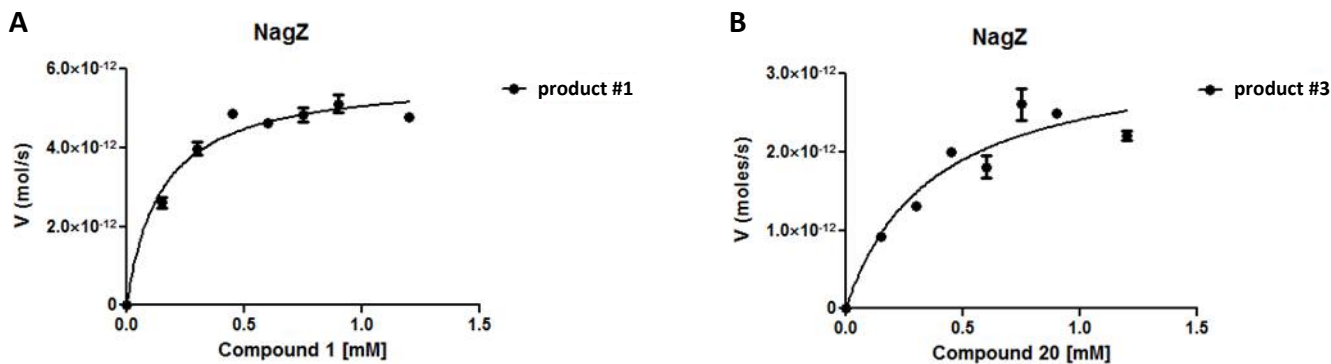 A
NagZ
6.0×10⁻¹²
4.0×10⁻¹²
2.0×10⁻¹²
0
V (mol/s)
0.0 0.5 1.0 1.5
Compound 1 [mM]
product #1
B
NagZ
3.0×10⁻¹²
2.0×10⁻¹²
1.0×10⁻¹²
0
V (moles/s)
0.0 0.5 1.0 1.5
Compound 20 [mM]
product #3